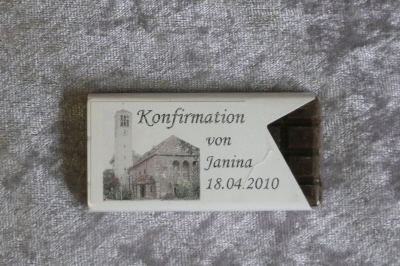 Konfirmation
von
Janina
18.04.2010